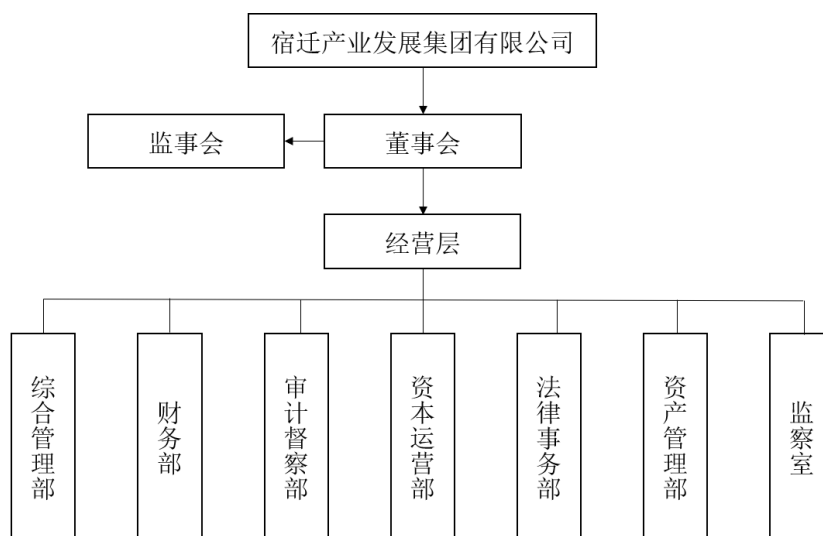 宿迁产业发展集团有限公司
监事会
董事会
经营层
综合管理部
财务部
审计督察部
资本运营部
法律事务部
资产管理部
监察室